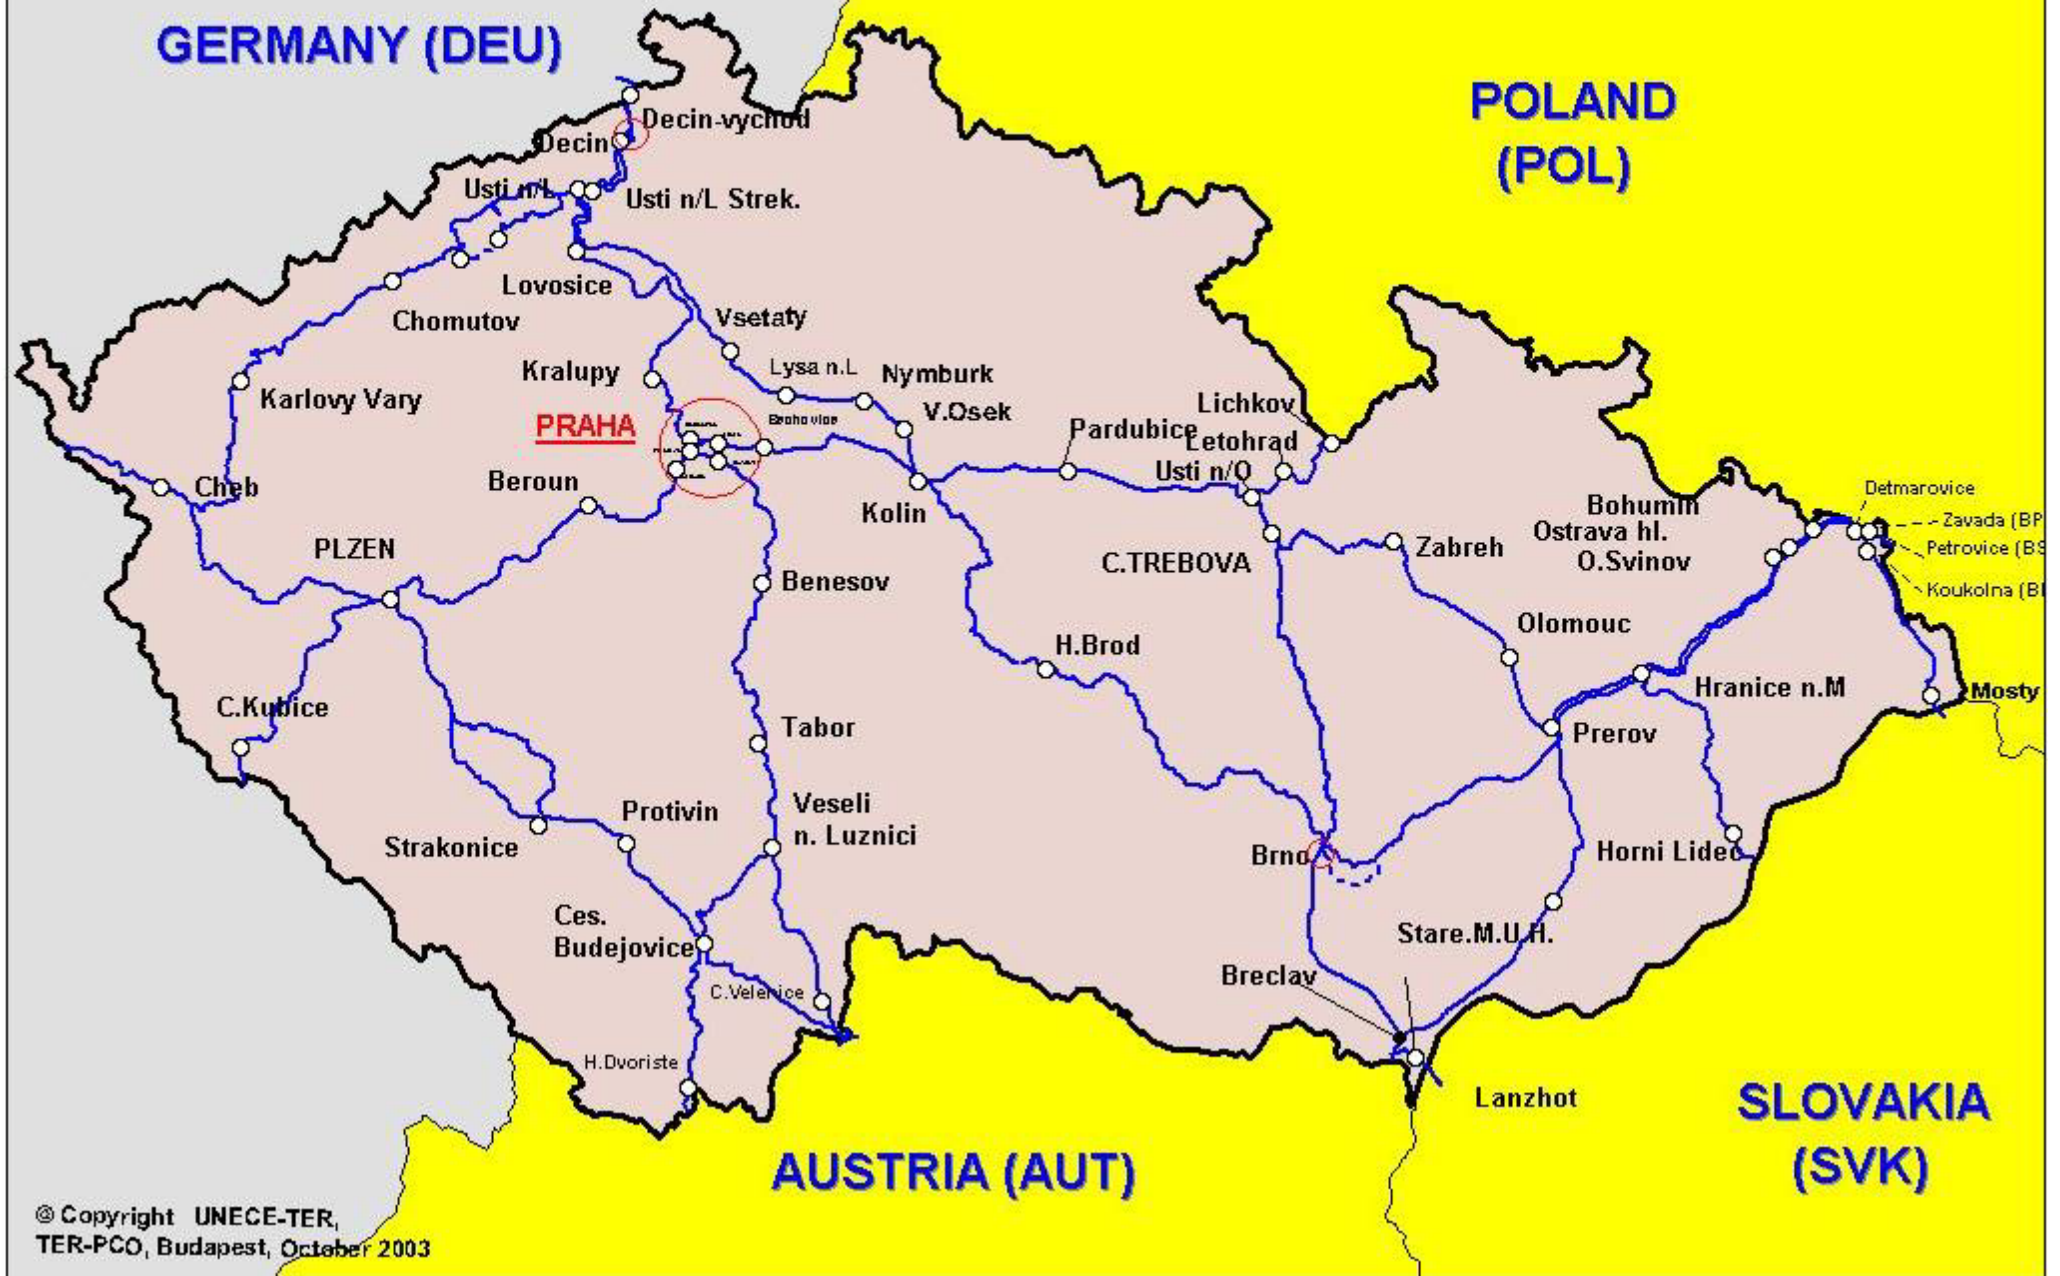 GERMANY (DEU)
POLAND
(POL)
Decin-vychod
Decin
Usti n/L
Usti n/L Strek.
Lovosice
Chomutov
Vsetaty
Kralupy
Lysa n.L
Nymburk
Karlovy Vary
V.Osek
Lichkov
PRAHA
Pardubice
Letohrad
Usti n/O
Cheb
Beroun
Kolin
Detmarovice
Bohumin
Zavada (BP
Ostrava hl.
Petrovice (BS
O.Svinov
PLZEN
C.TREBOVA
Zabreh
Koukolna (B
Benesov
Olomouc
H.Brod
C.Kubice
Hranice n.M
Mosty
Tabor
Prerov
Protivin
Veseli
n. Luznici
Strakonice
Brno
Horni Lidec
Ces.
Budejovice
Stare.M.U.H.
Breclav
C.Velenice
H.Dvoriste
Lanzhot
SLOVAKIA
(SVK)
AUSTRIA (AUT)
@ Copyright UNECE-TER,
TER-PCO, Budapest, October 2003